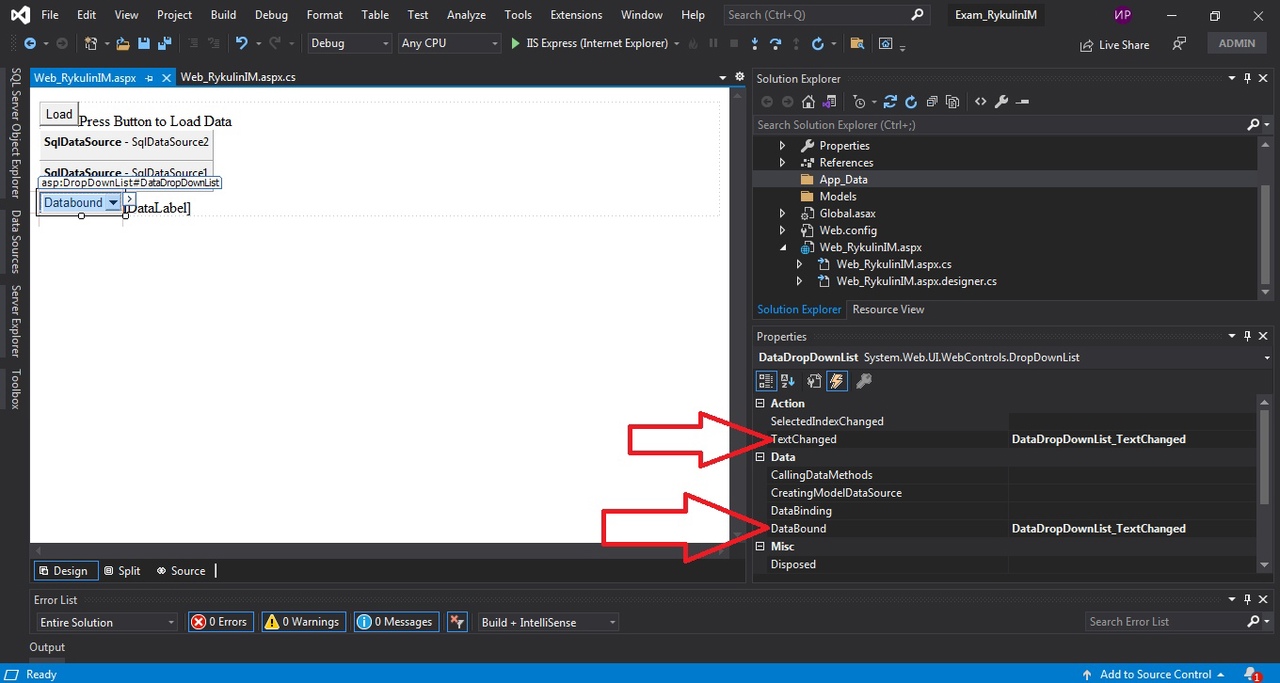 File Edit View Project Build Debug Format Table Test Analyze Tools Extensions Window Help Search (Ctrl+Q) Exam_RykulinIM ИР
Debug Any CPU IIS Express (Internet Explorer) Live Share ADMIN
SQL Server Object Explorer
Data Sources
Server Explorer
Toolbox
Web_RykulinIM.aspx Web_RykulinIM.aspx.cs
Load Press Button to Load Data
SqlDataSource - SqlDataSource2
SqlDataSource - SqlDataSource1
asp:DropDownList#DataDropDownList
Databound DataLabel]
Design Split Source
Solution Explorer
Search Solution Explorer (Ctrl+;)
Properties
References
App_Data
Models
Global.asax
Web.config
Web_RykulinIM.aspx
Web_RykulinIM.aspx.cs
Web_RykulinIM.aspx.designer.cs
Solution Explorer Resource View
Properties
DataDropDownList System.Web.UI.WebControls.DropDownList
Action
SelectedIndexChanged
TextChanged DataDropDownList_TextChanged
Data
CallingDataMethods
CreatingModelDataSource
DataBinding
DataBound DataDropDownList_TextChanged
Misc
Disposed
Error List
Entire Solution 0 Errors 0 Warnings 0 Messages Build + IntelliSense Search Error List
Output
Ready Add to Source Control 1